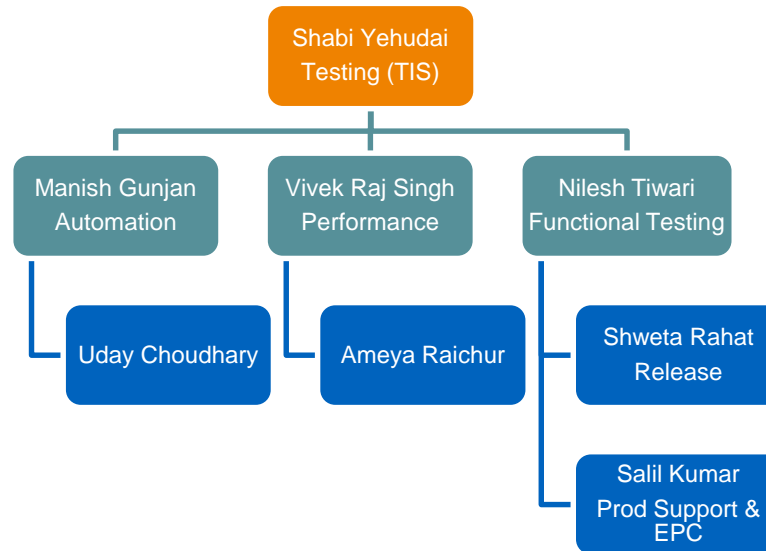 Shabi Yehudai
Testing (TIS)
Manish Gunjan
Automation
Vivek Raj Singh
Performance
Nilesh Tiwari
Functional Testing
Uday Choudhary
Ameya Raichur
Shweta Rahat
Release
Salil Kumar
Prod Support &
EPC